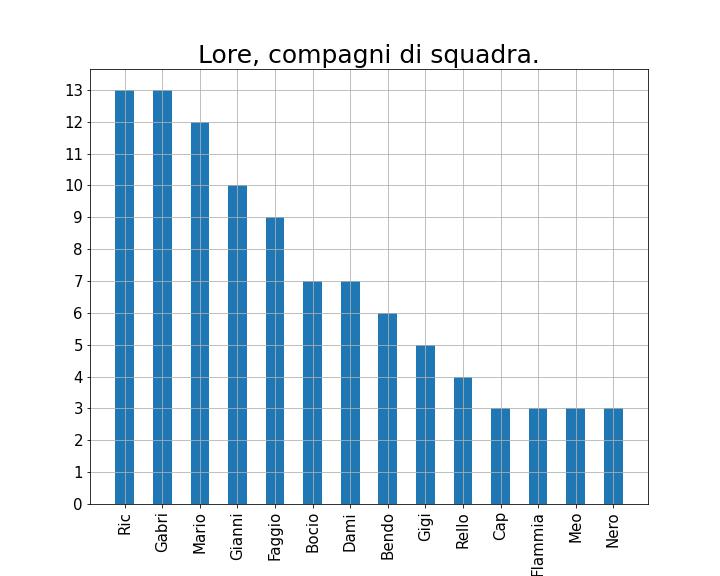 Lore, compagni di squadra.
13
12
11
10
9
8
7
6
5
4
3
2
1
0
Ric
Gabri
Mario
Gianni
Faggio
Bocio
Dami
Bendo
Gigi
Rello
Cap
Flammia
Meo
Nero